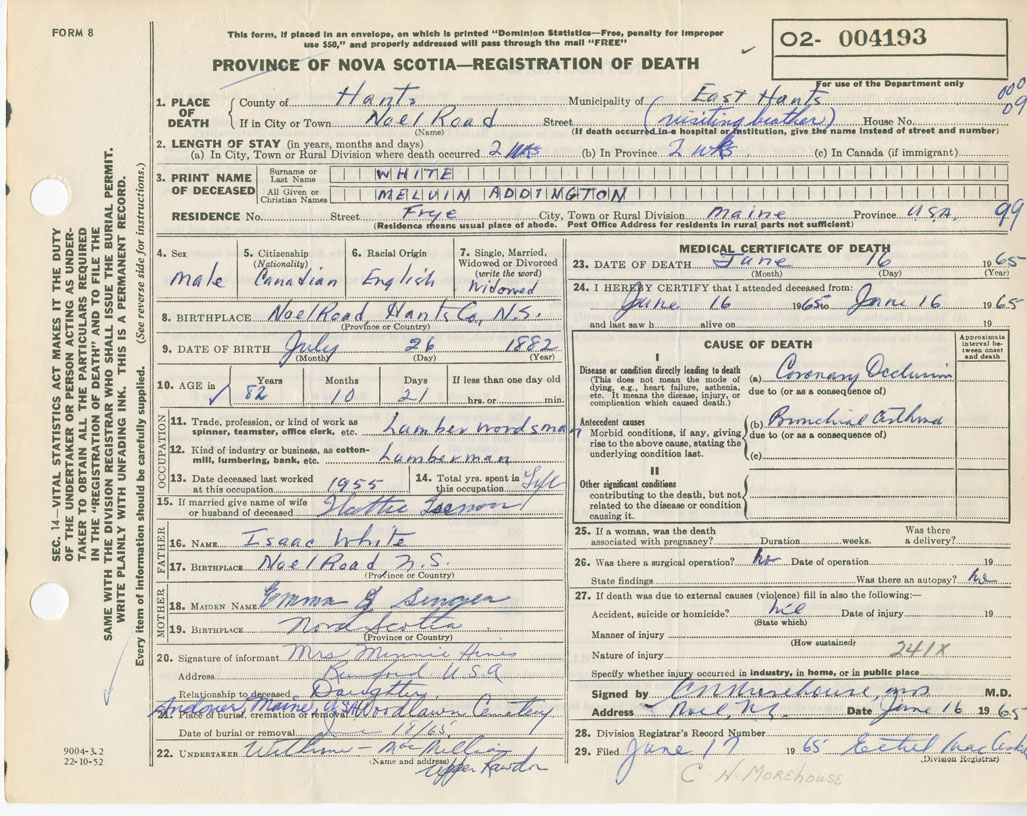 FORM 8
This form, if placed in an envelope, on which is printed "Dominion Statistics—Free, penalty for improper
use $50," and properly addressed will pass through the mail "FREE"
PROVINCE OF NOVA SCOTIA—REGISTRATION OF DEATH
02- 004193
For use of the Department only
000
09
SEC. 14—VITAL STATISTICS ACT MAKES IT THE DUTY
OF THE UNDERTAKER OR PERSON ACTING AS UNDER-
TAKER TO OBTAIN ALL THE PARTICULARS REQUIRED
IN THE "REGISTRATION OF DEATH" AND TO FILE THE
SAME WITH THE DIVISION REGISTRAR WHO SHALL ISSUE THE BURIAL PERMIT.
WRITE PLAINLY WITH UNFADING INK. THIS IS A PERMANENT RECORD.
Every item of information should be carefully supplied. (See reverse side for instructions.)
1. PLACE OF DEATH
County of Hants Municipality of East Hants
If in City or Town Noel Road Street (visiting brother) House No.
(Name) (If death occurred in a hospital or institution, give the name instead of street and number)
2. LENGTH OF STAY (in years, months and days)
(a) In City, Town or Rural Division where death occurred 2 wks (b) In Province 2 wks. (c) In Canada (if immigrant)
3. PRINT NAME OF DECEASED
Surname or Last Name WHITE
All Given or Christian Names MELVIN ADDINGTON
RESIDENCE No. Street Frye City, Town or Rural Division Maine Province U.S.A. 99
(Residence means usual place of abode. Post Office Address for residents in rural parts not sufficient)
4. Sex
male
5. Citizenship
(Nationality)
Canadian
6. Racial Origin
English
7. Single, Married,
Widowed or Divorced
(write the word)
Widowed
8. BIRTHPLACE Noel Road, Hants Co., N.S.
(Province or Country)
9. DATE OF BIRTH July 26 1882
(Month) (Day) (Year)
10. AGE in
Years Months Days If less than one day old
82 10 21 hrs. or min.
OCCUPATION
11. Trade, profession, or kind of work as
spinner, teamster, office clerk, etc. Lumber woodsman
12. Kind of industry or business, as cotton-
mill, lumbering, bank, etc. Lumberman
13. Date deceased last worked
at this occupation 1955
14. Total yrs. spent in
this occupation Life
15. If married give name of wife
or husband of deceased Hattie
FATHER
16. NAME Isaac White
17. BIRTHPLACE Noel Road, N.S.
(Province or Country)
MOTHER
18. MAIDEN NAME Emma Singer
19. BIRTHPLACE Nova Scotia
(Province or Country)
20. Signature of informant Mrs Minnie Hines
Address Rumford U.S.A
Relationship to deceased Daughter
Andover, Maine, USA
21. Place of burial, cremation or removal Woodlawn Cemetery
Date of burial or removal June 18/65
22. UNDERTAKER
(Name and address)
Upper Rawdon
9004-3.2
22-10-52
MEDICAL CERTIFICATE OF DEATH
23. DATE OF DEATH June 16 1965
(Month) (Day) (Year)
24. I HEREBY CERTIFY that I attended deceased from:
June 16 1965 to June 16 1965
and last saw h alive on 19
CAUSE OF DEATH
Approximate
interval be-
tween onset
and death
I
Disease or condition directly leading to death
(This does not mean the mode of
dying, e.g., heart failure, asthenia,
etc. It means the disease, injury, or
complication which caused death.)
(a) Coronary Occlusion
due to (or as a consequence of)
Antecedent causes
Morbid conditions, if any, giving
rise to the above cause, stating the
underlying condition last.
(b) Bronchial Asthma
due to (or as a consequence of)
(c)
II
Other significant conditions
contributing to the death, but not
related to the disease or condition
causing it.
25. If a woman, was the death
associated with pregnancy? Duration weeks. Was there
a delivery?
26. Was there a surgical operation? no Date of operation 19
State findings Was there an autopsy? no
27. If death was due to external causes (violence) fill in also the following:—
Accident, suicide or homicide? nil Date of injury 19
(State which)
Manner of injury
(How sustained)
Nature of injury 241X
Specify whether injury occurred in industry, in home, or in public place
Signed by C H Morehouse, M.D.
Address Noel, N.S. Date June 16 1965
28. Division Registrar's Record Number
29. Filed June 17 1965 Ethel
(Division Registrar)
C H MOREHOUSE